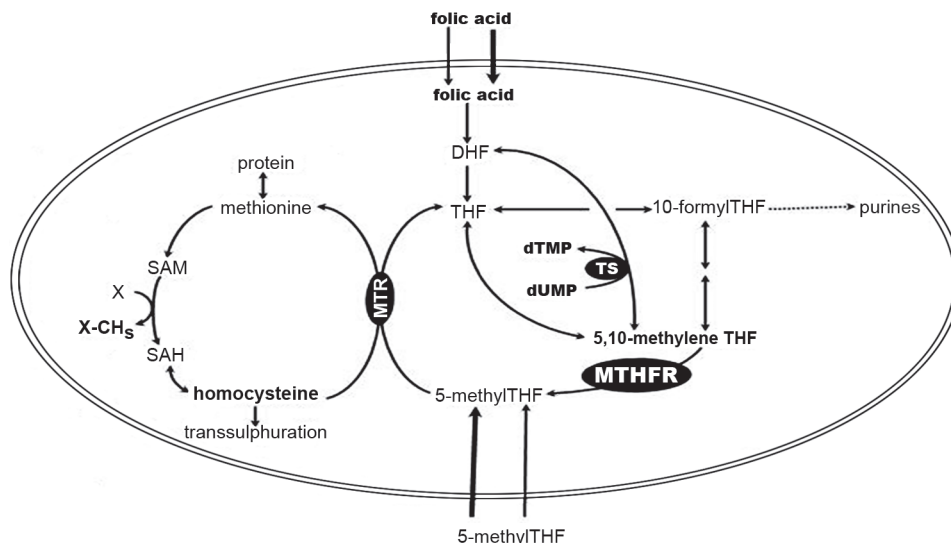 folic acid
folic acid
DHF
protein
methionine
THF
10-formylTHF
purines
dTMP
TS
dUMP
SAM
X
X-CHS
MTR
SAH
5,10-methylene THF
MTHFR
homocysteine
5-methylTHF
transsulphuration
5-methylTHF